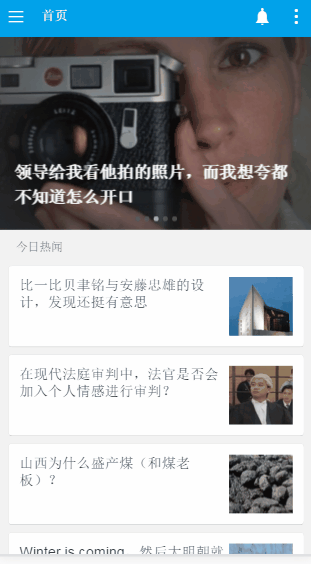 首页
领导给我看他拍的照片，而我想夸都
不知道怎么开口
今日热闻
比一比贝聿铭与安藤忠雄的设
计，发现还挺有意思
在现代法庭审判中，法官是否会
加入个人情感进行审判？
山西为什么盛产煤（和煤老
板）？
Winter is coming，然后大明朝就